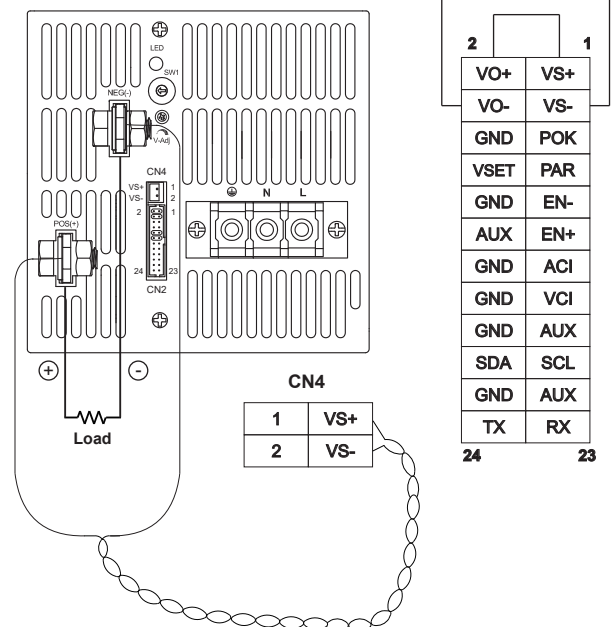 LED
SW1
NEG(-)
V-Adj
CN4
VS+ 1
VS- 2
2 1
POS(+)
24 23
CN2
N L
+ -
Load
CN4
1 VS+
2 VS-
2 1
VO+ VS+
VO- VS-
GND POK
VSET PAR
GND EN-
AUX EN+
GND ACI
GND VCI
GND AUX
SDA SCL
GND AUX
TX RX
24 23